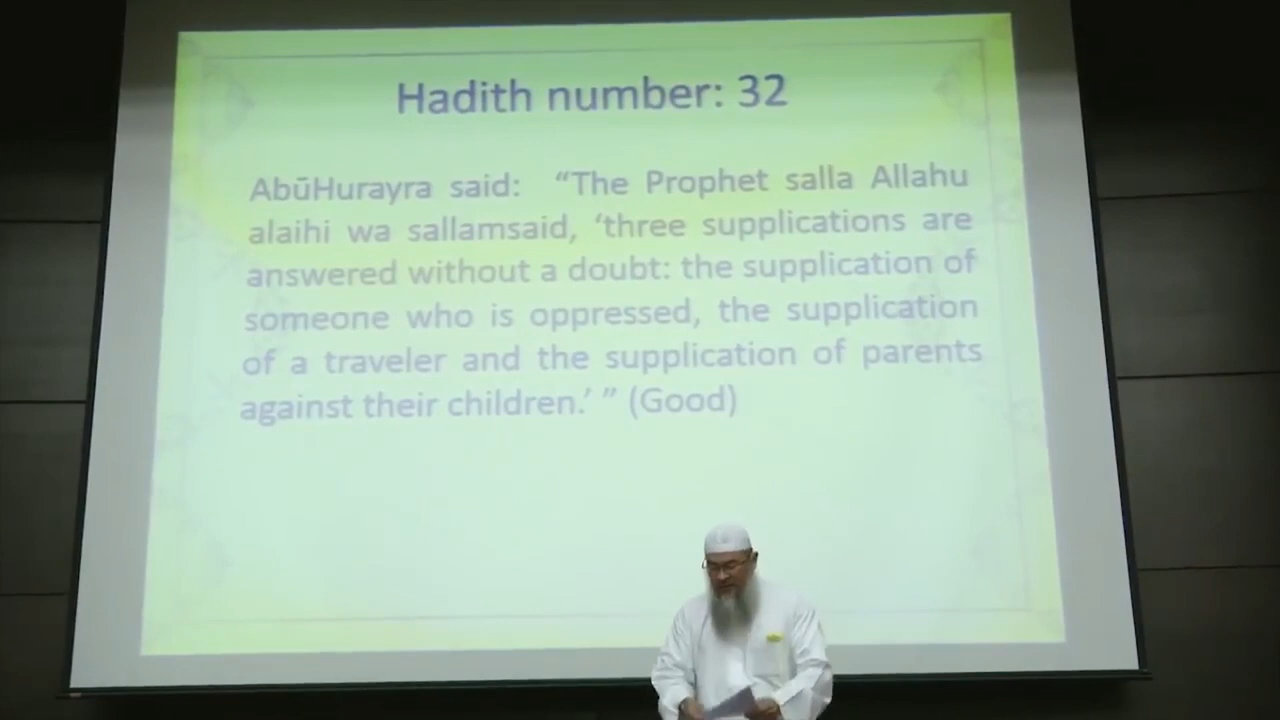 Hadith number: 32
AbūHurayra said: “The Prophet salla Allahu
alaihi wa sallamsaid, ‘three supplications are
answered without a doubt: the supplication of
someone who is oppressed, the supplication
of a traveler and the supplication of parents
against their children.’ ” (Good)